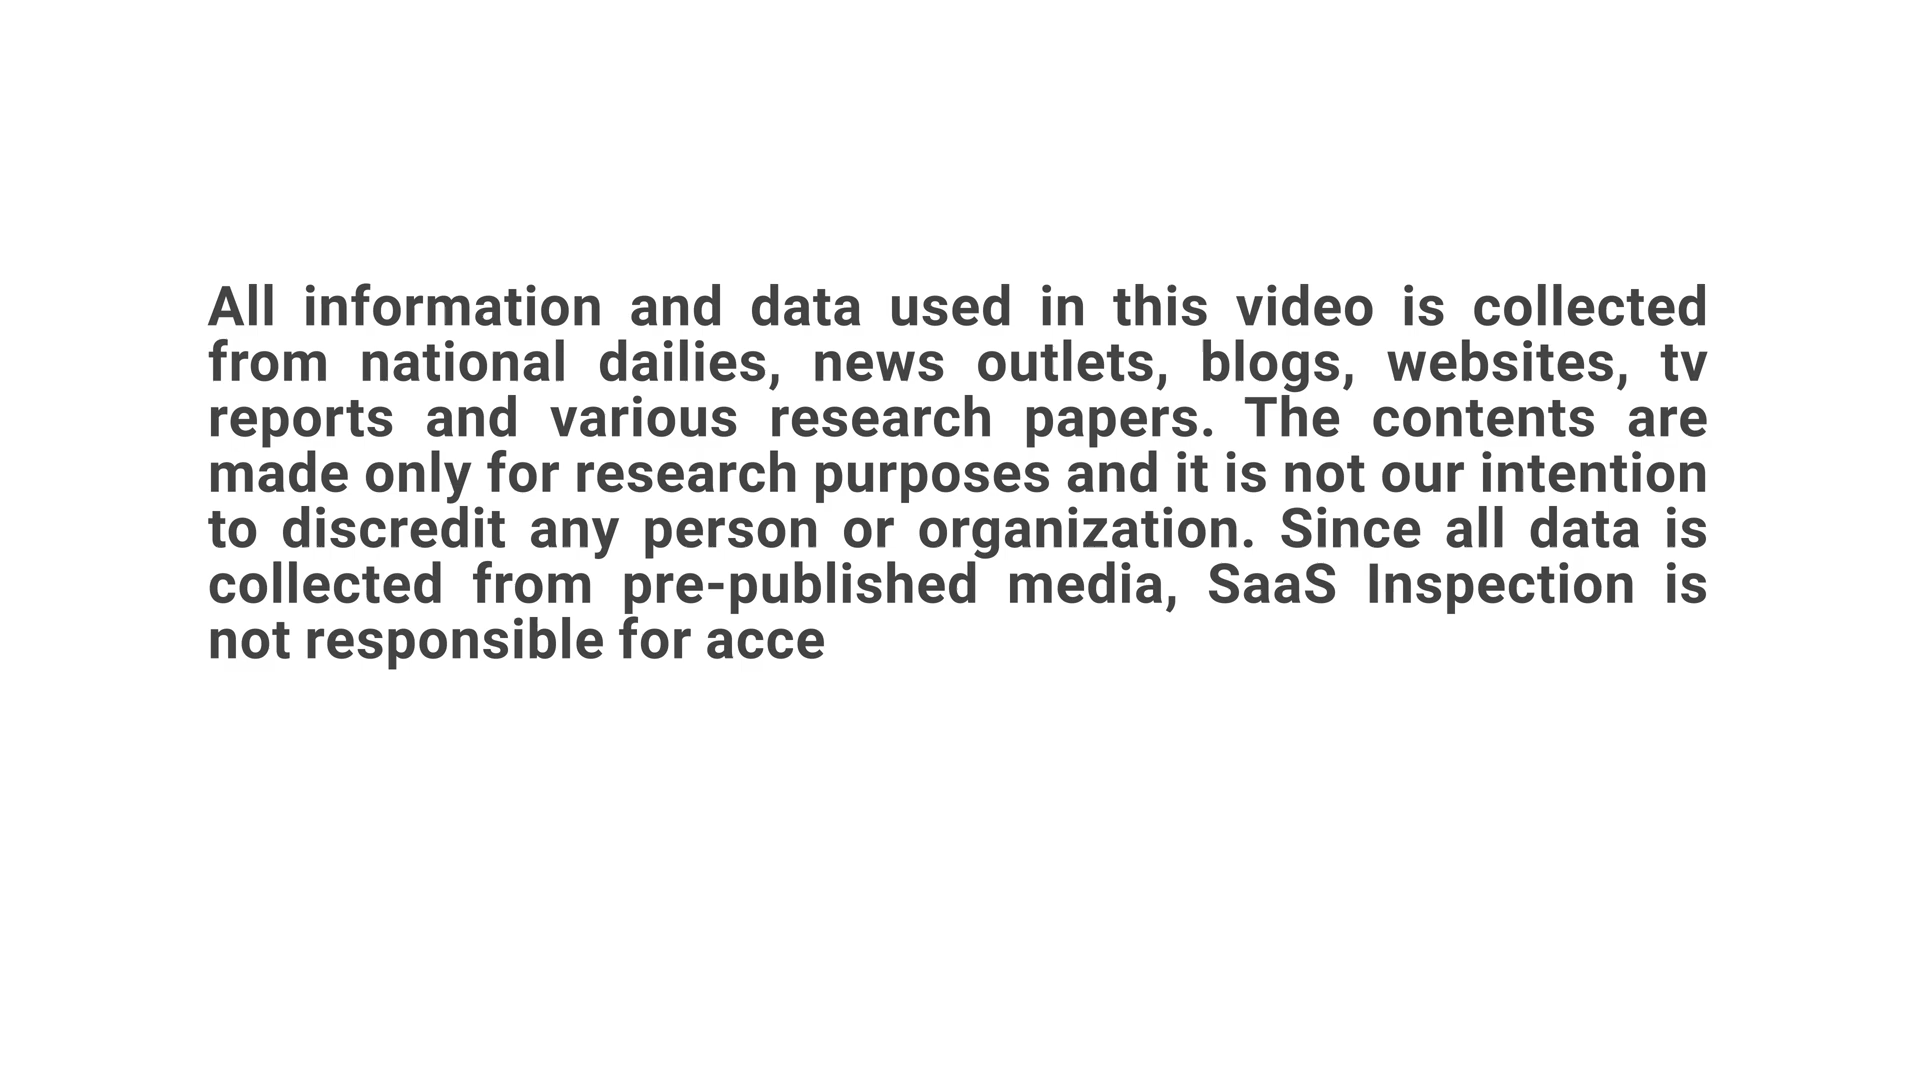 All information and data used in this video is collected
from national dailies, news outlets, blogs, websites, tv
reports and various research papers. The contents are
made only for research purposes and it is not our intention
to discredit any person or organization. Since all data is
collected from pre-published media, SaaS Inspection is
not responsible for acce